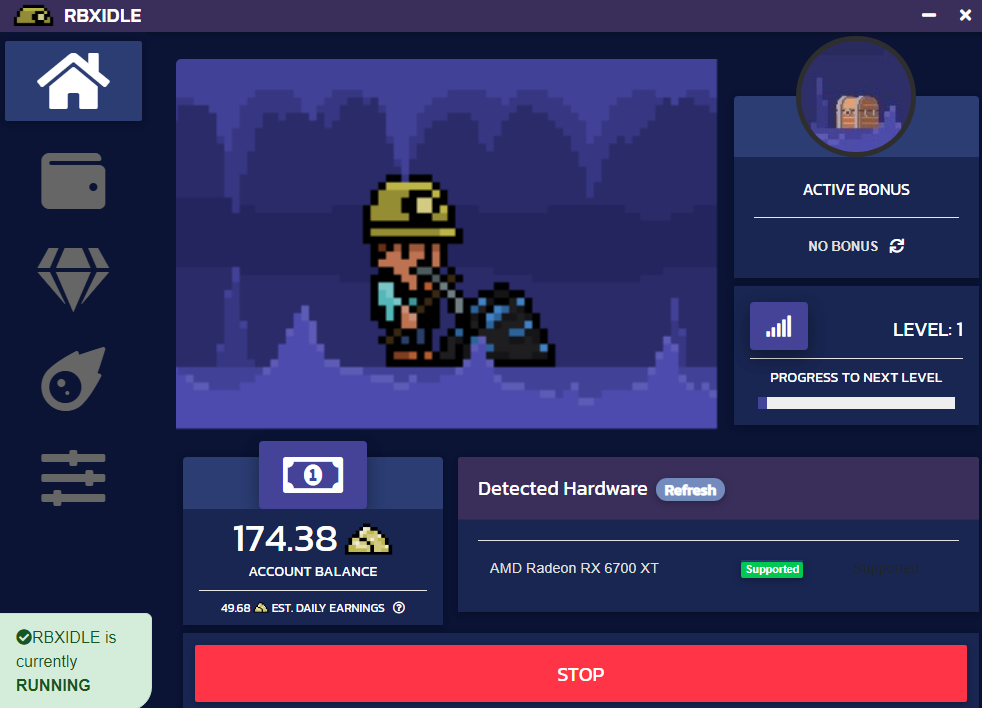 RBXIDLE
ACTIVE BONUS
NO BONUS
LEVEL: 1
PROGRESS TO NEXT LEVEL
1
174.38
ACCOUNT BALANCE
49.68 EST. DAILY EARNINGS ?
Detected Hardware Refresh
AMD Radeon RX 6700 XT Supported
RBXIDLE is
currently
RUNNING
STOP